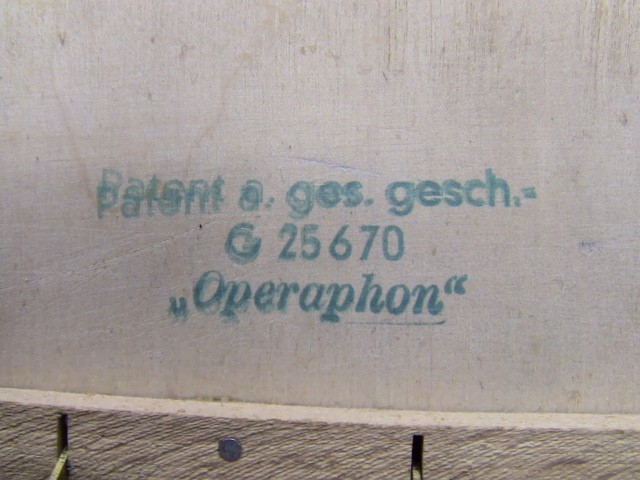 Patent a. ges. gesch.-
G 25670
„Operaphon“